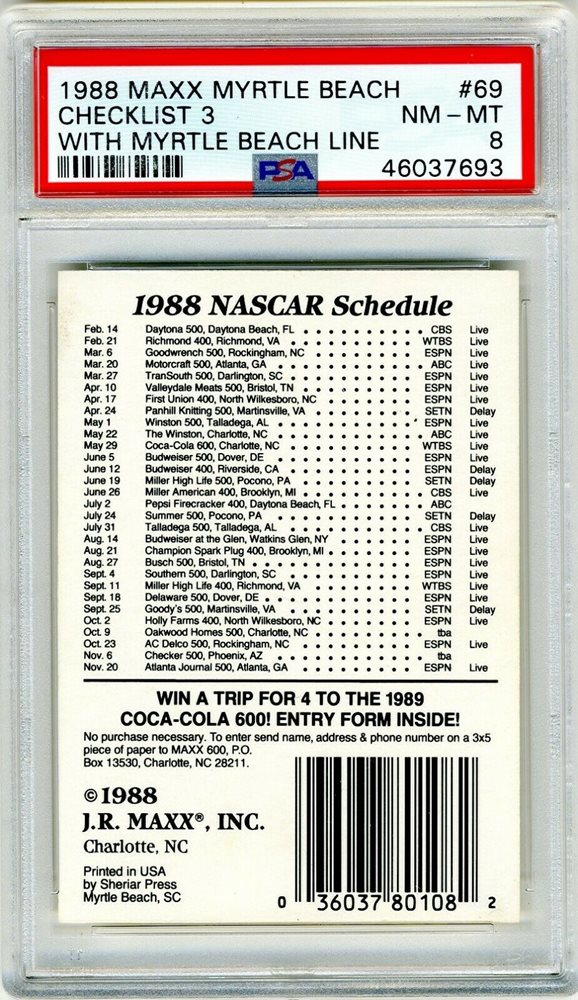 1988 MAXX MYRTLE BEACH #69
CHECKLIST 3 NM - MT
WITH MYRTLE BEACH LINE 8
PSA 46037693
1988 NASCAR Schedule
Feb. 14 Daytona 500, Daytona Beach, FL CBS Live
Feb. 21 Richmond 400, Richmond, VA WTBS Live
Mar. 6 Goodwrench 500, Rockingham, NC ESPN Live
Mar. 20 Motorcraft 500, Atlanta, GA ABC Live
Mar. 27 TranSouth 500, Darlington, SC ESPN Live
Apr. 10 Valleydale Meats 500, Bristol, TN ESPN Live
Apr. 17 First Union 400, North Wilkesboro, NC ESPN Live
Apr. 24 Panhill Knitting 500, Martinsville, VA SETN Delay
May 1 Winston 500, Talladega, AL ESPN Live
May 22 The Winston, Charlotte, NC ABC Live
May 29 Coca-Cola 600, Charlotte, NC WTBS Live
June 5 Budweiser 500, Dover, DE ESPN Live
June 12 Budweiser 400, Riverside, CA ESPN Delay
June 19 Miller High Life 500, Pocono, PA SETN Delay
June 26 Miller American 400, Brooklyn, MI CBS Live
July 2 Pepsi Firecracker 400, Daytona Beach, FL ABC
July 24 Summer 500, Pocono, PA SETN Delay
July 31 Talladega 500, Talladega, AL CBS Live
Aug. 14 Budweiser at the Glen, Watkins Glen, NY ESPN Live
Aug. 21 Champion Spark Plug 400, Brooklyn, MI ESPN Live
Aug. 27 Busch 500, Bristol, TN ESPN Live
Sept. 4 Southern 500, Darlington, SC ESPN Live
Sept. 11 Miller High Life 400, Richmond, VA WTBS Live
Sept. 18 Delaware 500, Dover, DE ESPN Live
Sept. 25 Goody's 500, Martinsville, VA SETN Delay
Oct. 2 Holly Farms 400, North Wilkesboro, NC ESPN Live
Oct. 9 Oakwood Homes 500, Charlotte, NC tba
Oct. 23 AC Delco 500, Rockingham, NC ESPN Live
Nov. 6 Checker 500, Phoenix, AZ tba
Nov. 20 Atlanta Journal 500, Atlanta, GA ESPN Live
WIN A TRIP FOR 4 TO THE 1989
COCA-COLA 600! ENTRY FORM INSIDE!
No purchase necessary. To enter send name, address & phone number on a 3x5
piece of paper to MAXX 600, P.O.
Box 13530, Charlotte, NC 28211.
©1988
J.R. MAXX®, INC.
Charlotte, NC
Printed in USA
by Sheriar Press
Myrtle Beach, SC
0 36037 80108 2